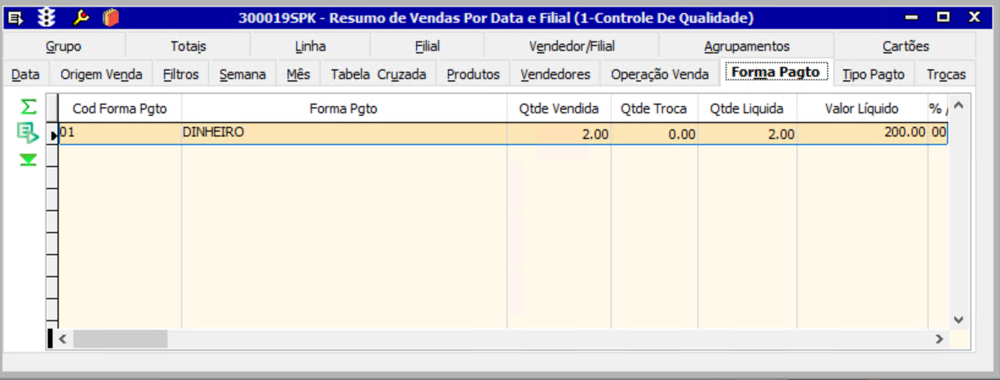 300019SPK - Resumo de Vendas Por Data e Filial (1-Controle De Qualidade)
Grupo Totais Linha Filial Vendedor/Filial Agrupamentos Cartões
Data Origem Venda Filtros Semana Mês Tabela Cruzada Produtos Vendedores Operação Venda Forma Pagto Tipo Pagto Trocas
Cod Forma Pgto Forma Pgto Qtde Vendida Qtde Troca Qtde Liquida Valor Líquido %
01 DINHEIRO 2.00 0.00 2.00 200.00 00